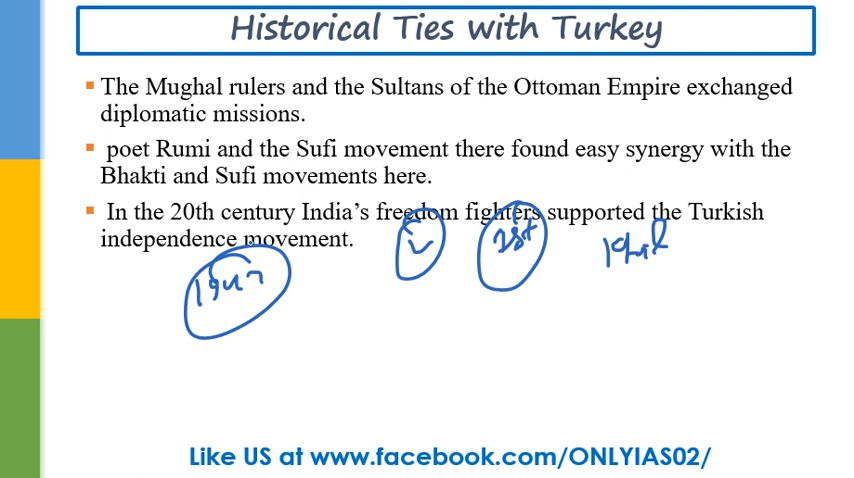 Historical Ties with Turkey
The Mughal rulers and the Sultans of the Ottoman Empire exchanged
diplomatic missions.
poet Rumi and the Sufi movement there found easy synergy with the
Bhakti and Sufi movements here.
In the 20th century India's freedom fighters supported the Turkish
independence movement.
1947
Like US at www.facebook.com/ONLYIAS02/